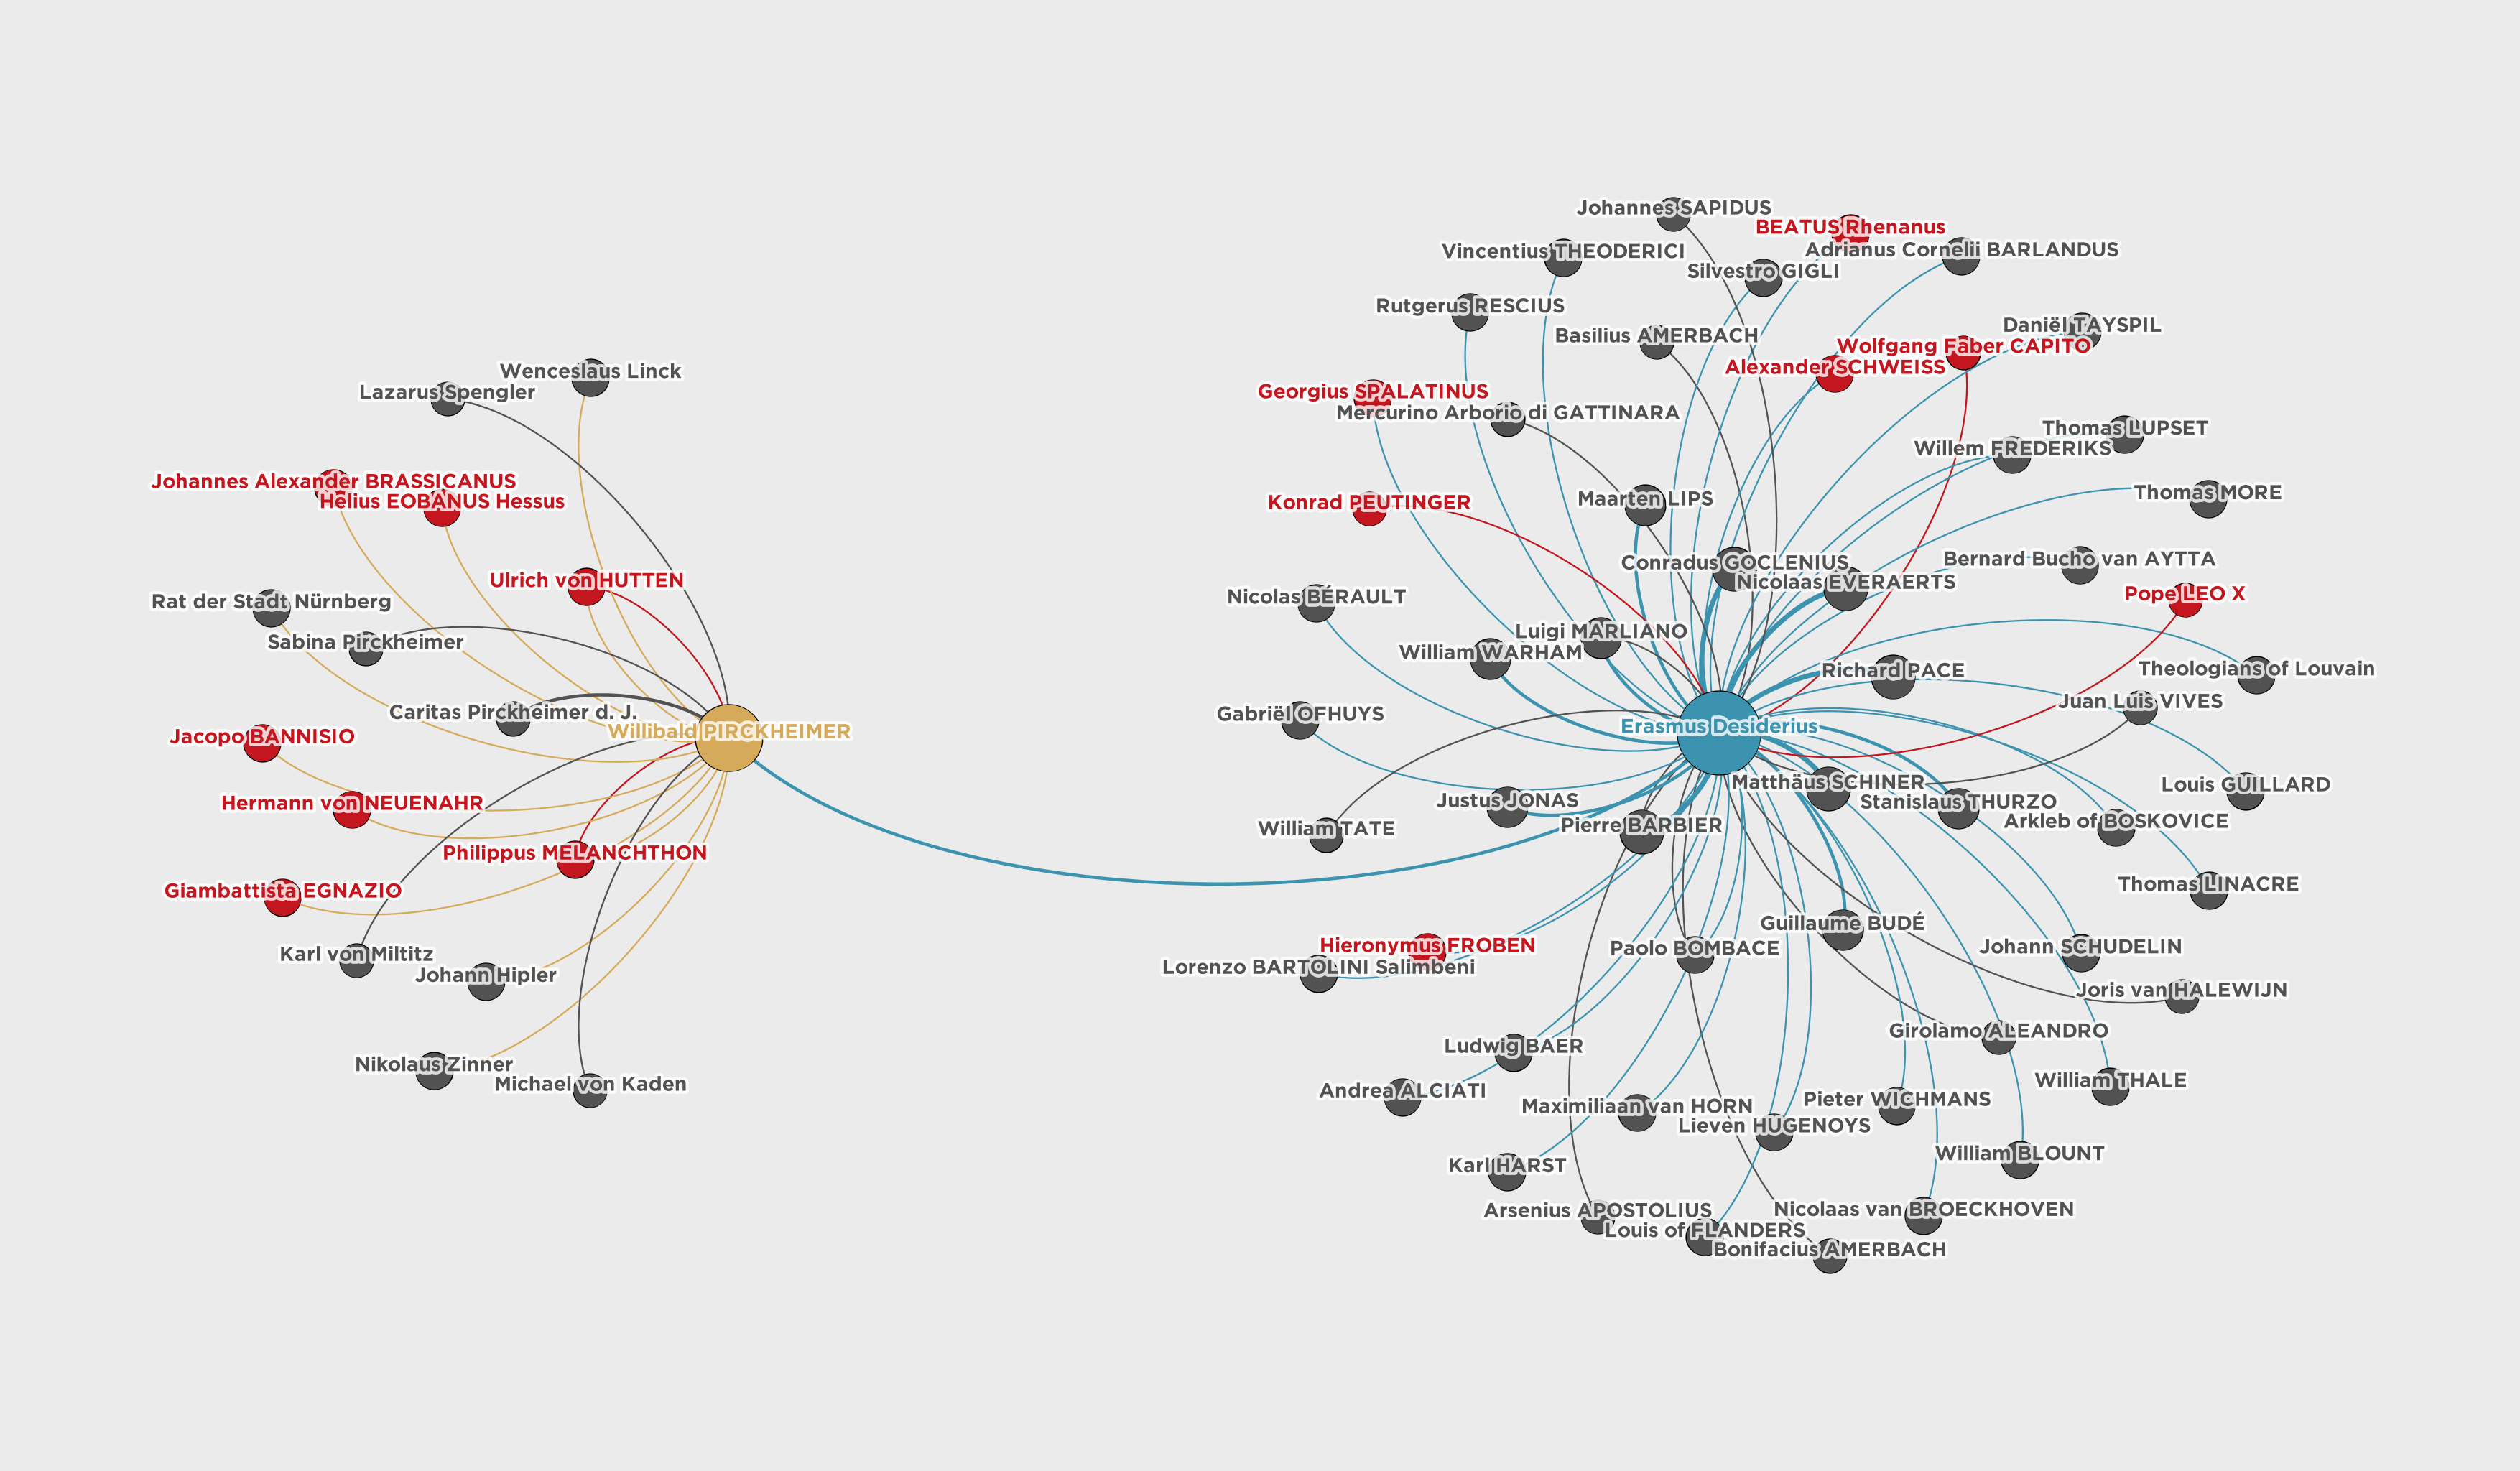 Wenceslaus Linck
Lazarus Spengler
Johannes Alexander BRASSICANUS
Helius EOBANUS Hessus
Ulrich von HUTTEN
Rat der Stadt Nürnberg
Sabina Pirckheimer
Caritas Pirckheimer d. J.
Willibald PIRCKHEIMER
Jacopo BANNISIO
Hermann von NEUENAHR
Philippus MELANCHTHON
Giambattista EGNAZIO
Karl von Miltitz
Johann Hipler
Nikolaus Zinner
Michael von Kaden
Johannes SAPIDUS
BEATUS Rhenanus
Vincentius THEODERICI
Adrianus Cornelii BARLANDUS
Silvestro GIGLI
Rutgerus RESCIUS
Daniël TAYSPIL
Basilius AMERBACH
Wolfgang Faber CAPITO
Alexander SCHWEISS
Georgius SPALATINUS
Mercurino Arborio di GATTINARA
Thomas LUPSET
Willem FREDERIKS
Thomas MORE
Maarten LIPS
Konrad PEUTINGER
Bernard Bucho van AYTTA
Conradus GOCLENIUS
Nicolaas EVERAERTS
Pope LEO X
Nicolas BÉRAULT
Luigi MARLIANO
William WARHAM
Richard PACE
Theologians of Louvain
Juan Luis VIVES
Gabriël OFHUYS
Erasmus Desiderius
Matthäus SCHINER
Louis GUILLARD
Justus JONAS
Stanislaus THURZO
Arkleb of BOSKOVICE
William TATE
Pierre BARBIER
Thomas LINACRE
Guillaume BUDÉ
Hieronymus FROBEN
Paolo BOMBACE
Johann SCHUDELIN
Lorenzo BARTOLINI Salimbeni
Joris van HALEWIJN
Girolamo ALEANDRO
Ludwig BAER
William THALE
Andrea ALCIATI
Pieter WICHMANS
Maximiliaan van HORN
Lieven HUGENOYS
William BLOUNT
Karl HARST
Arsenius APOSTOLIUS
Nicolaas van BROECKHOVEN
Louis of FLANDERS
Bonifacius AMERBACH